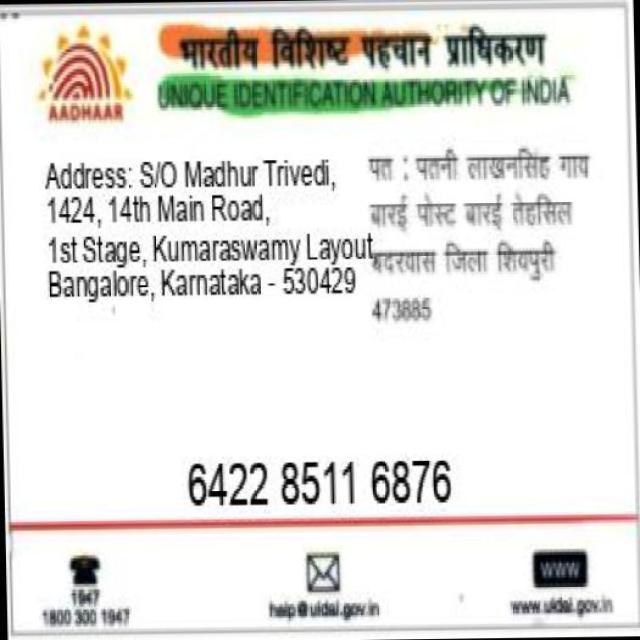 भारतीय विशिष्ट पहचान प्राधिकरण
UNIQUE IDENTIFICATION AUTHORITY OF INDIA
AADHAAR
Address: S/O Madhur Trivedi,
1424, 14th Main Road,
1st Stage, Kumaraswamy Layout,
Bangalore, Karnataka - 530429
पत : पतनी लाखनसिंह गाव
बारई पोस्ट बारई तेहसिल
बदरवास जिला शिवपुरी
473885
6422 8511 6876
1947
1800 300 1947
help@uidai.gov.in
WWW
www.uidai.gov.in